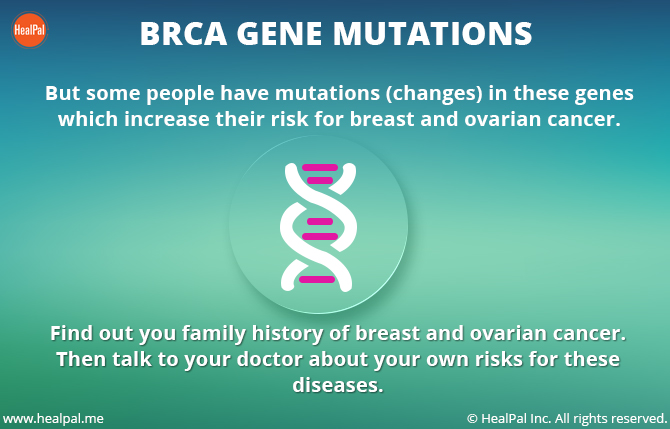 HealPal
BRCA GENE MUTATIONS
But some people have mutations (changes) in these genes
which increase their risk for breast and ovarian cancer.
Find out you family history of breast and ovarian cancer.
Then talk to your doctor about your own risks for these
diseases.
www.healpal.me
© HealPal Inc. All rights reserved.